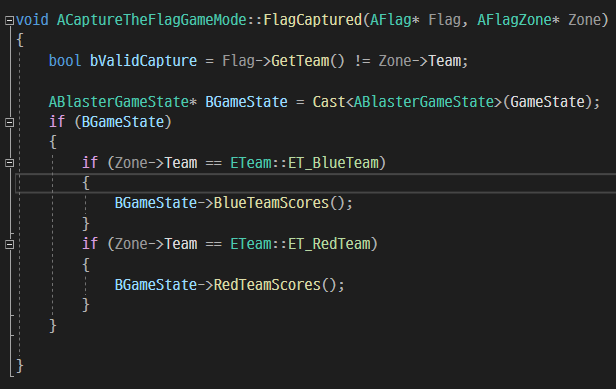 void ACaptureTheFlagGameMode::FlagCaptured(AFlag* Flag, AFlagZone* Zone)
{
    bool bValidCapture = Flag->GetTeam() != Zone->Team;

    ABlasterGameState* BGameState = Cast<ABlasterGameState>(GameState);
    if (BGameState)
    {
        if (Zone->Team == ETeam::ET_BlueTeam)
        {
            BGameState->BlueTeamScores();
        }
        if (Zone->Team == ETeam::ET_RedTeam)
        {
            BGameState->RedTeamScores();
        }
    }

}